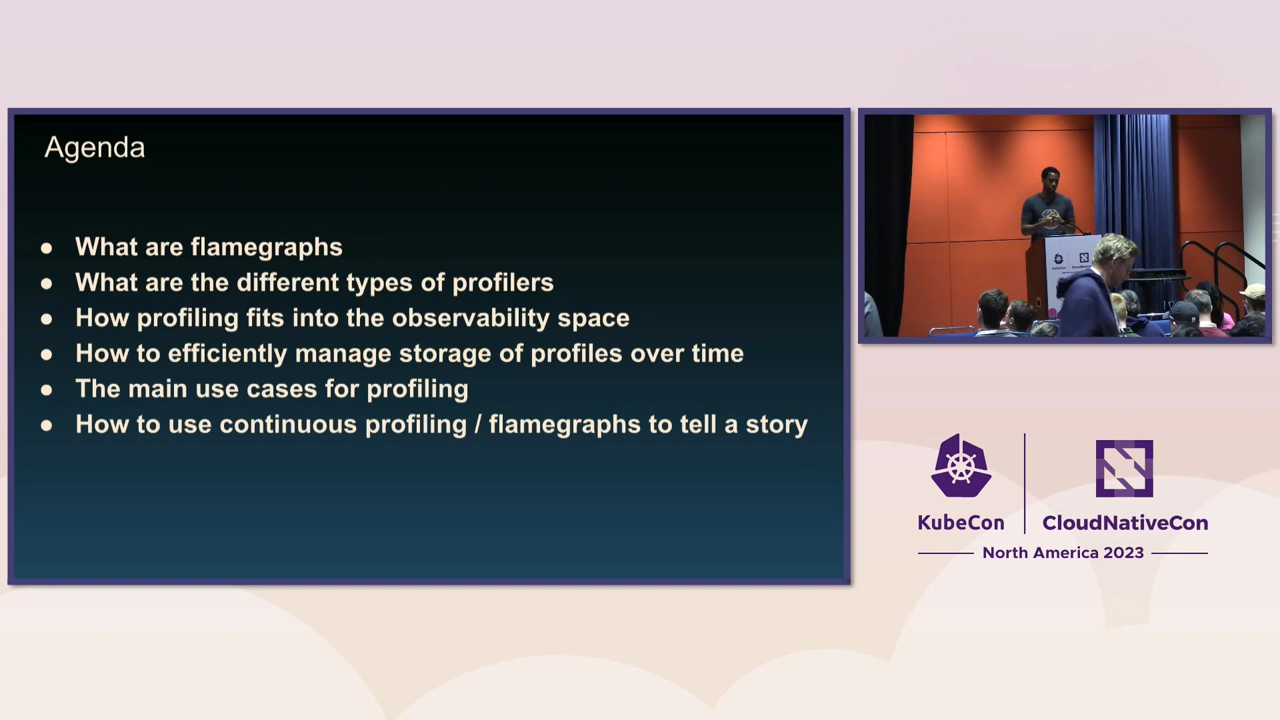 Agenda
● What are flamegraphs
● What are the different types of profilers
● How profiling fits into the observability space
● How to efficiently manage storage of profiles over time
● The main use cases for profiling
● How to use continuous profiling / flamegraphs to tell a story
KubeCon
CloudNativeCon
North America 2023